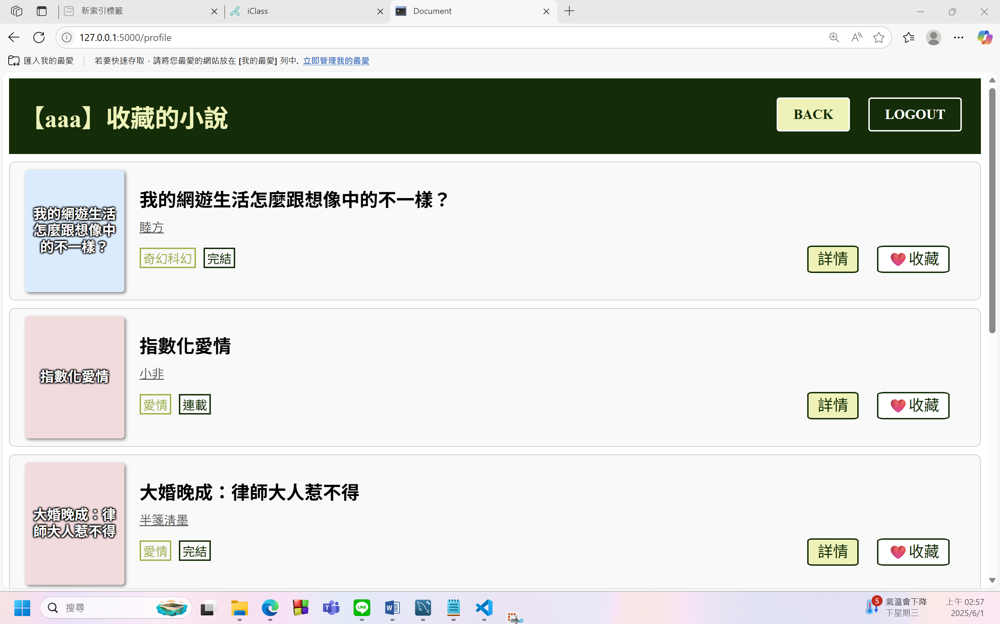 新索引標籤
iClass
Document
127.0.0.1:5000/profile
匯入我的最愛
若要快速存取，請將您最愛的網站放在 [我的最愛] 列中. 立即管理我的最愛
【aaa】收藏的小說
BACK
LOGOUT
我的網遊生活
怎麼跟想像中
的不一樣？
我的網遊生活怎麼跟想像中的不一樣？
睦方
奇幻科幻 完結
詳情
收藏
指數化愛情
指數化愛情
小非
愛情 連載
詳情
收藏
大婚晚成：律
師大人惹不得
大婚晚成：律師大人惹不得
半箋清墨
愛情 完結
詳情
收藏
搜尋
LINE
5
氣溫會下降
下星期三
上午 02:57
2025/6/1